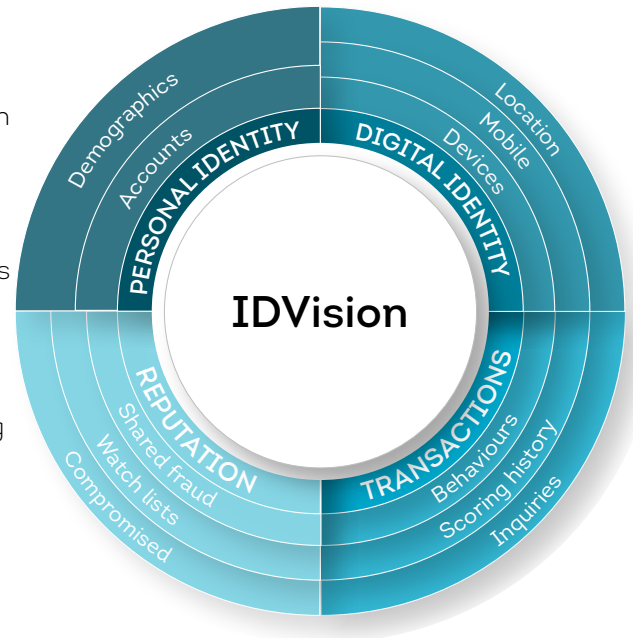 Demographics
Accounts
PERSONAL IDENTITY
Location
Mobile
Devices
DIGITAL IDENTITY
IDVision
REPUTATION
Shared fraud
Watch lists
Compromised
TRANSACTIONS
Behaviours
Scoring history
Inquiries